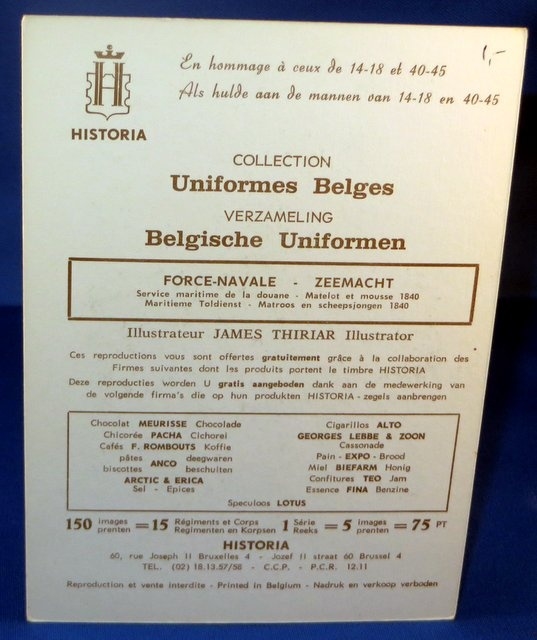 1,-
En hommage à ceux de 14-18 et 40-45
Als hulde aan de mannen van 14-18 en 40-45
H
HISTORIA
COLLECTION
Uniformes Belges
VERZAMELING
Belgische Uniformen
FORCE-NAVALE - ZEEMACHT
Service maritime de la douane - Matelot et mousse 1840
Maritieme Toldienst - Matroos en scheepsjongen 1840
Illustrateur JAMES THIRIAR Illustrator
Ces reproductions vous sont offertes gratuitement grâce à la collaboration des
Firmes suivantes dont les produits portent le timbre HISTORIA
Deze reproducties worden U gratis aangeboden dank aan de medewerking van
de volgende firma's die op hun produkten HISTORIA - zegels aanbrengen
Chocolat MEURISSE Chocolade
Chicorée PACHA Cichorei
Cafés F. ROMBOUTS Koffie
pâtes deegwaren
ANCO
biscottes beschuiten
ARCTIC & ERICA
Sel - Epices
Cigarillos ALTO
GEORGES LEBBE & ZOON
Cassonade
Pain - EXPO - Brood
Miel BIEFARM Honig
Confitures TEO Jam
Essence FINA Benzine
Speculoos LOTUS
150 images prenten = 15 Régiments et Corps Regimenten en Korpsen 1 Série Reeks = 5 images prenten = 75 PT
HISTORIA
60, rue Joseph II Bruxelles 4 - Jozef II straat 60 Brussel 4
TEL. (02) 18.13.57/58 - C.C.P. - P.C.R. 12.11
Reproduction et vente interdite - Printed in Belgium - Nadruk en verkoop verboden